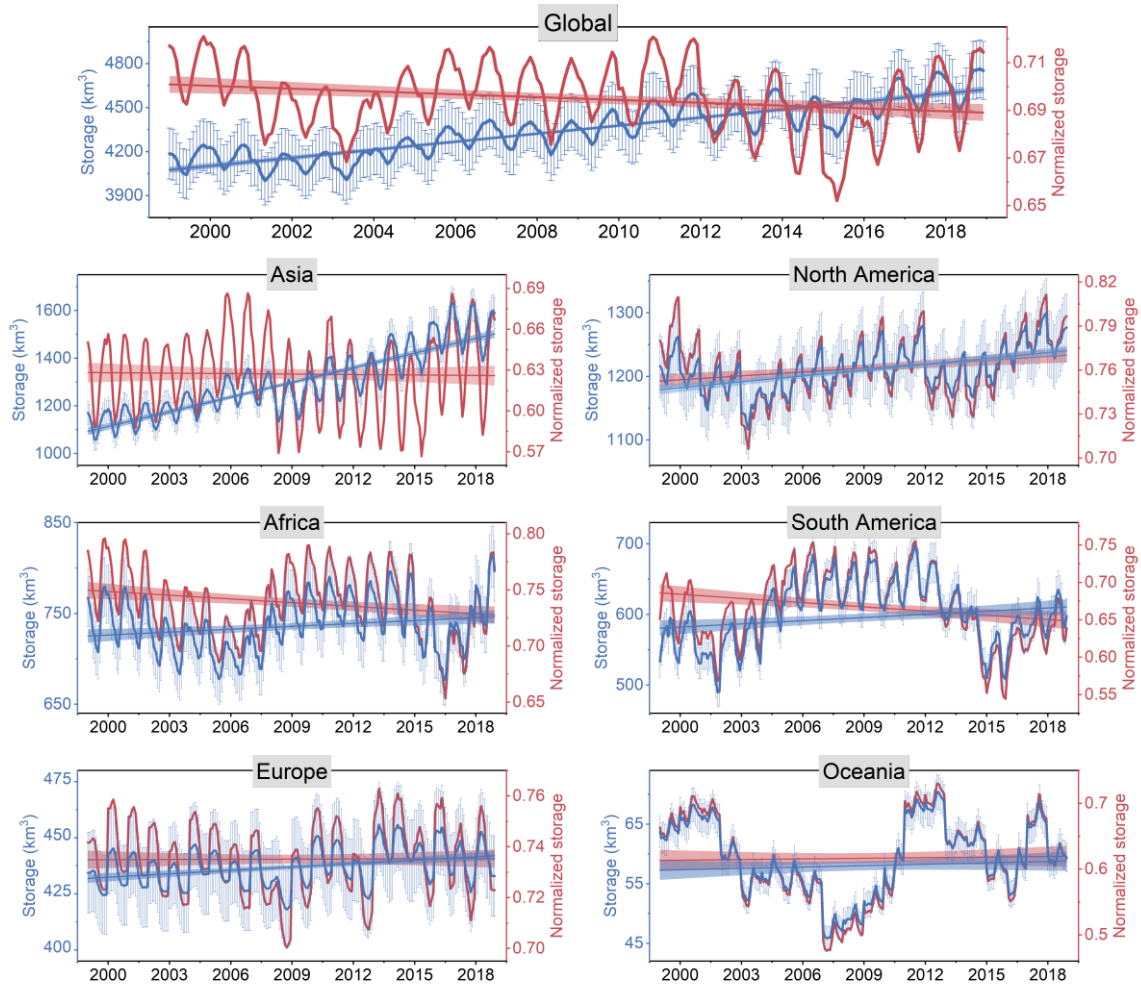 Global
Storage (km³)
4800
4500
4200
3900
0.71
0.69
0.67
0.65
Normalized storage
2000 2002 2004 2006 2008 2010 2012 2014 2016 2018
Asia
Storage (km³)
1600
1400
1200
1000
0.69
0.66
0.63
0.60
0.57
Normalized storage
2000 2003 2006 2009 2012 2015 2018
North America
Storage (km³)
1300
1200
1100
0.82
0.79
0.76
0.73
0.70
Normalized storage
2000 2003 2006 2009 2012 2015 2018
Africa
Storage (km³)
850
750
650
0.80
0.75
0.70
0.65
Normalized storage
2000 2003 2006 2009 2012 2015 2018
South America
Storage (km³)
700
600
500
0.75
0.70
0.65
0.60
0.55
Normalized storage
2000 2003 2006 2009 2012 2015 2018
Europe
Storage (km³)
475
450
425
400
0.76
0.74
0.72
0.70
Normalized storage
2000 2003 2006 2009 2012 2015 2018
Oceania
Storage (km³)
65
55
45
0.7
0.6
0.5
Normalized storage
2000 2003 2006 2009 2012 2015 2018